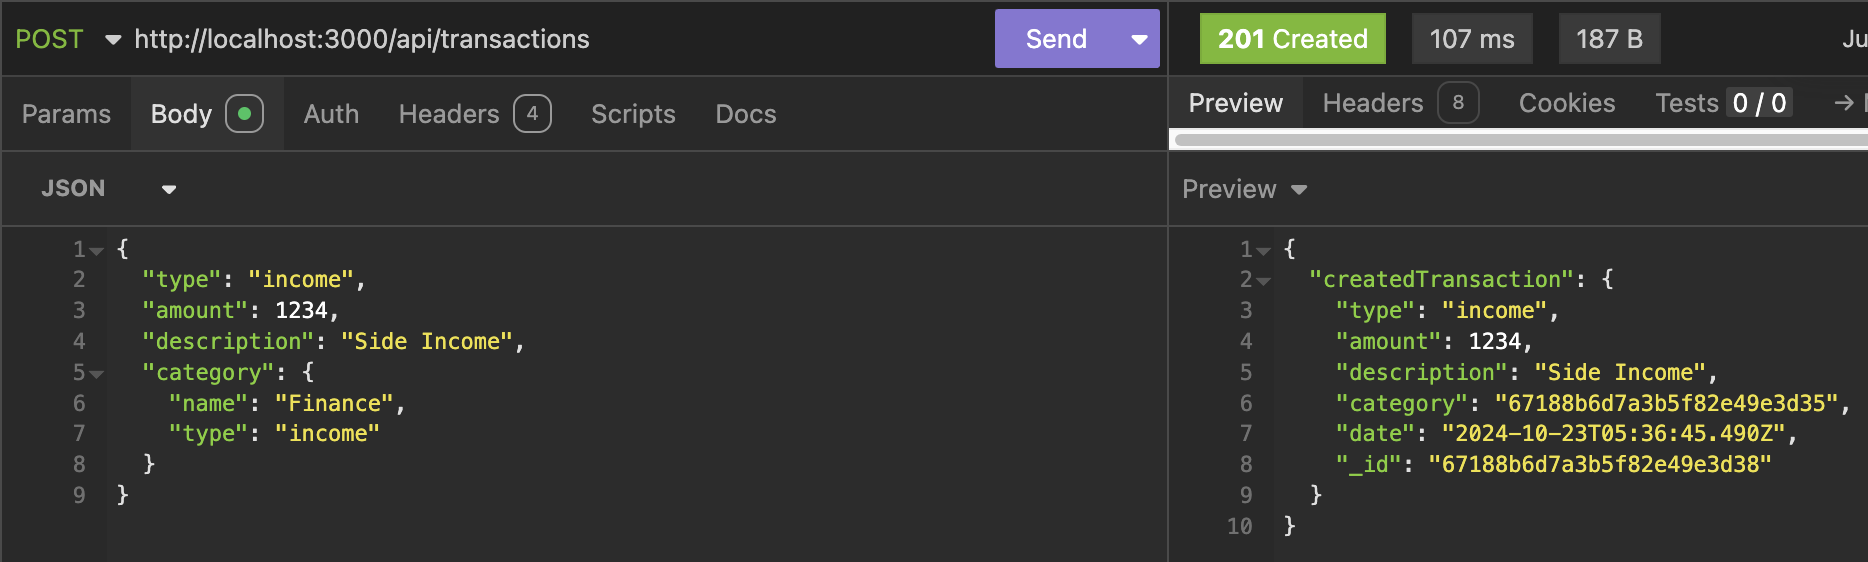 POST http://localhost:3000/api/transactions Send
Params Body Auth Headers 4 Scripts Docs
JSON
1 {
2 "type": "income",
3 "amount": 1234,
4 "description": "Side Income",
5 "category": {
6 "name": "Finance",
7 "type": "income"
8 }
9 }
201 Created 107 ms 187 B Ju
Preview Headers 8 Cookies Tests 0 / 0 →
Preview
1 {
2 "createdTransaction": {
3 "type": "income",
4 "amount": 1234,
5 "description": "Side Income",
6 "category": "67188b6d7a3b5f82e49e3d35",
7 "date": "2024-10-23T05:36:45.490Z",
8 "_id": "67188b6d7a3b5f82e49e3d38"
9 }
10 }